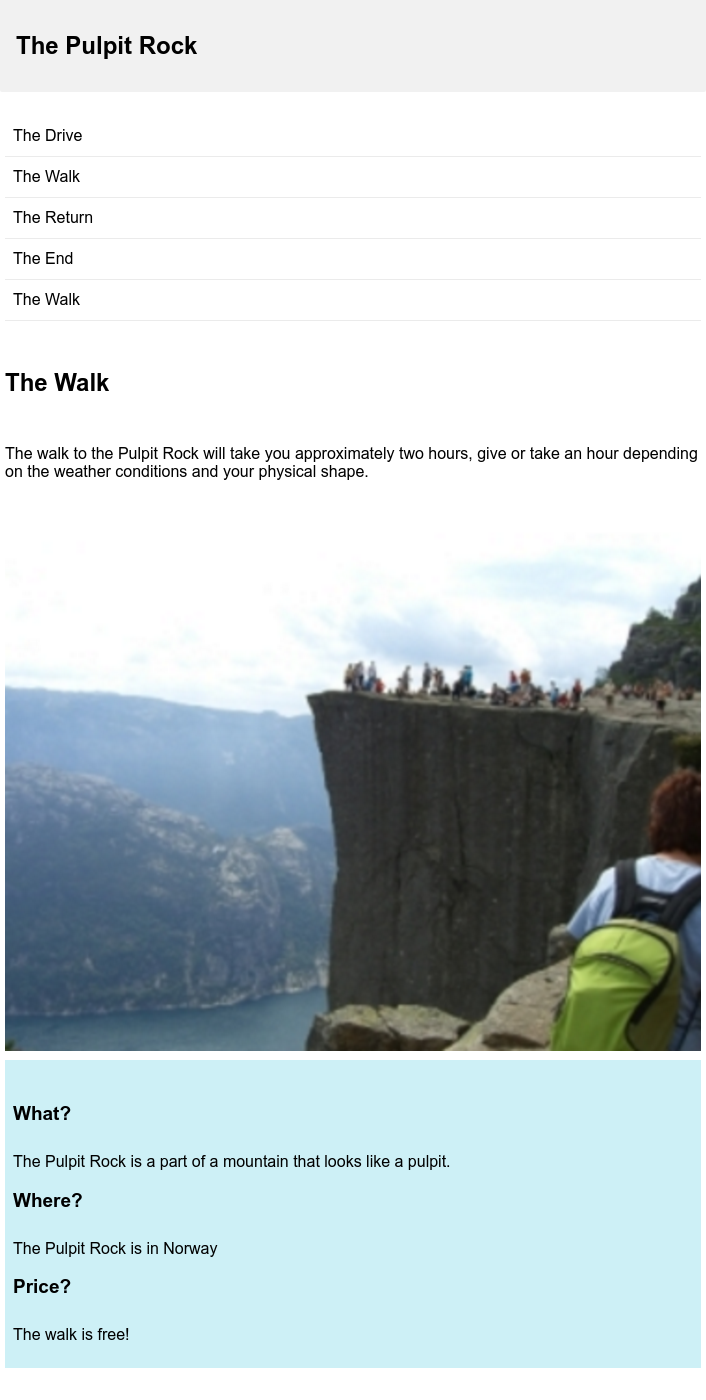 The Pulpit Rock
The Drive
The Walk
The Return
The End
The Walk
The Walk
The walk to the Pulpit Rock will take you approximately two hours, give or take an hour depending
on the weather conditions and your physical shape.
What?
The Pulpit Rock is a part of a mountain that looks like a pulpit.
Where?
The Pulpit Rock is in Norway
Price?
The walk is free!